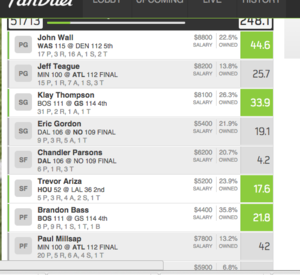 FanDuel
LOBBY UPCOMING LIVE HISTORY
51/13 248.1
PG John Wall $8800 22.5% 44.6
WAS 115 @ DEN 112 5th SALARY OWNED
17 P, 3 R, 16 A, 1 S, 2 T
PG Jeff Teague $8200 13.8% 25.7
MIN 100 @ ATL 112 FINAL SALARY OWNED
15 P, 1 R, 7 A, 1 S, 3 T
SG Klay Thompson $8100 26.3% 33.9
BOS 111 @ GS 114 4th SALARY OWNED
31 P, 2 R, 1 A, 1 T
SG Eric Gordon $5400 21.9% 19.1
DAL 106 @ NO 109 FINAL SALARY OWNED
9 P, 3 R, 5 A, 1 T
SF Chandler Parsons $6200 20.7% 4.2
DAL 106 @ NO 109 FINAL SALARY OWNED
1 P, 1 R, 2 A, 1 T
SF Trevor Ariza $5200 23.9% 17.6
HOU 52 @ LAL 36 2nd SALARY OWNED
5 P, 3 R, 4 A, 2 S, 1 T
PF Brandon Bass $4400 35.8% 21.8
BOS 111 @ GS 114 4th SALARY OWNED
6 P, 9 R, 1 S, 1 T, 1 B
PF Paul Millsap $7800 13.2% 42
MIN 100 @ ATL 112 FINAL SALARY OWNED
20 P, 5 R, 6 A, 4 S, 1 T
$5900 6.8%